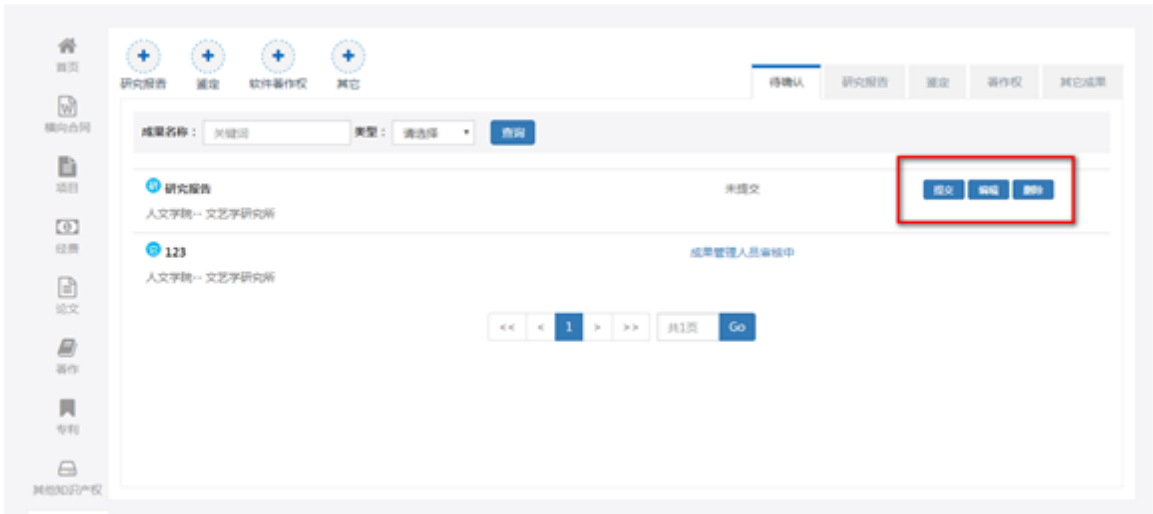 首页
横向合同
项目
经费
论文
著作
专利
其他知识产权
研究报告 鉴定 软件著作权 其它
待确认 研究报告 鉴定 著作权 其它成果
成果名称： 关键词 类型： 请选择 查询
研 研究报告 未提交 提交 编辑 删除
人文学院-- 文艺学研究所
它 123 成果管理人员审核中
人文学院-- 文艺学研究所
<< < 1 > >> 共1页 Go